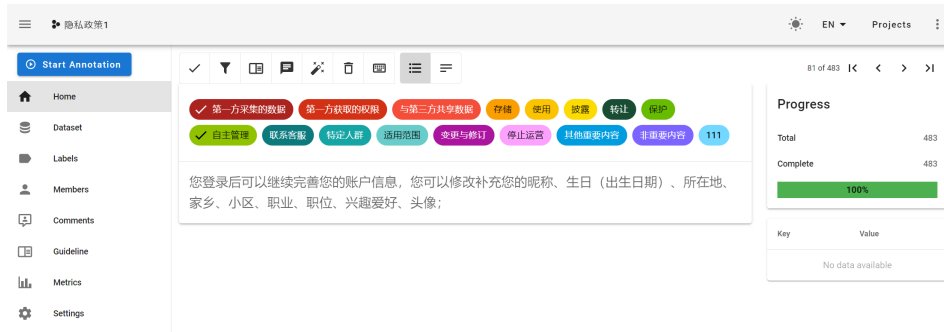 隐私政策1
EN
Projects
Start Annotation
81 of 483
Home
Dataset
Labels
Members
Comments
Guideline
Metrics
Settings
第一方采集的数据 第一方获取的权限 与第三方共享数据 存储 使用 披露 转让 保护
自主管理 联系客服 特定人群 适用范围 变更与修订 停止运营 其他重要内容 非重要内容 111
您登录后可以继续完善您的账户信息，您可以修改补充您的昵称、生日（出生日期）、所在地、
家乡、小区、职业、职位、兴趣爱好、头像；
Progress
Total 483
Complete 483
100%
Key Value
No data available